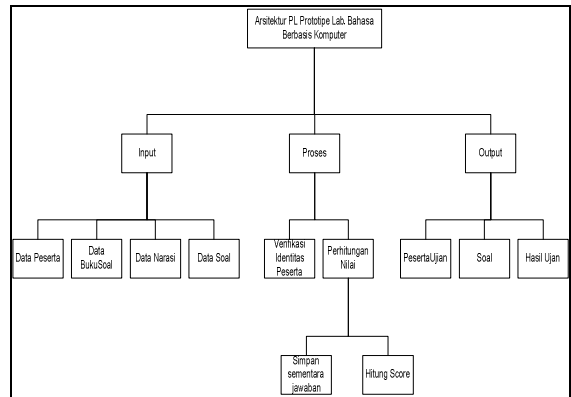 Arsitektur PL Prototipe Lab. Bahasa
Berbasis Komputer
Input
Proses
Output
Data Peserta
Data
BukuSoal
Data Narasi
Data Soal
Verifikasi
Identitas
Peserta
Perhitungan
Nilai
PesertaUjian
Soal
Hasil Ujan
Simpan
sementara
jawaban
Hitung Score